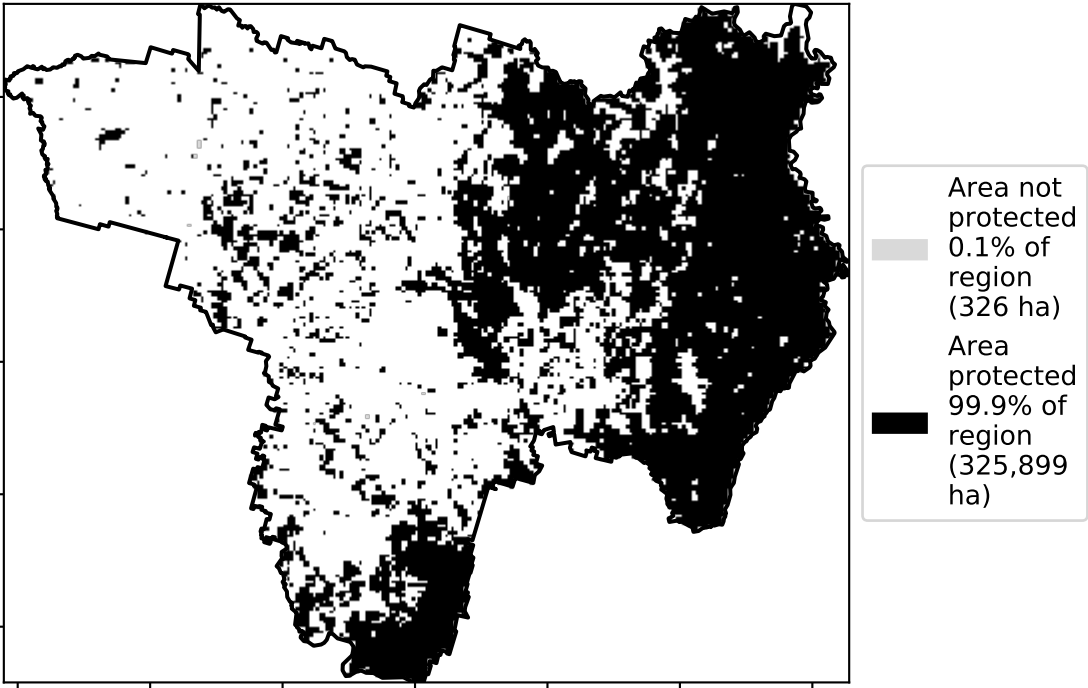 Area not
protected
0.1% of
region
(326 ha)
Area
protected
99.9% of
region
(325,899
ha)